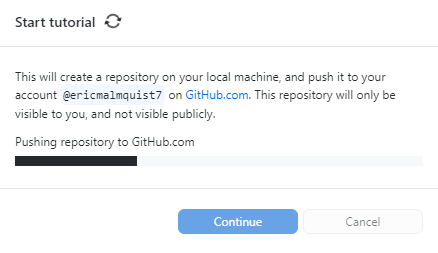 Start tutorial
This will create a repository on your local machine, and push it to your
account @ericmalmquist7 on GitHub.com. This repository will only be
visible to you, and not visible publicly.
Pushing repository to GitHub.com
Continue
Cancel